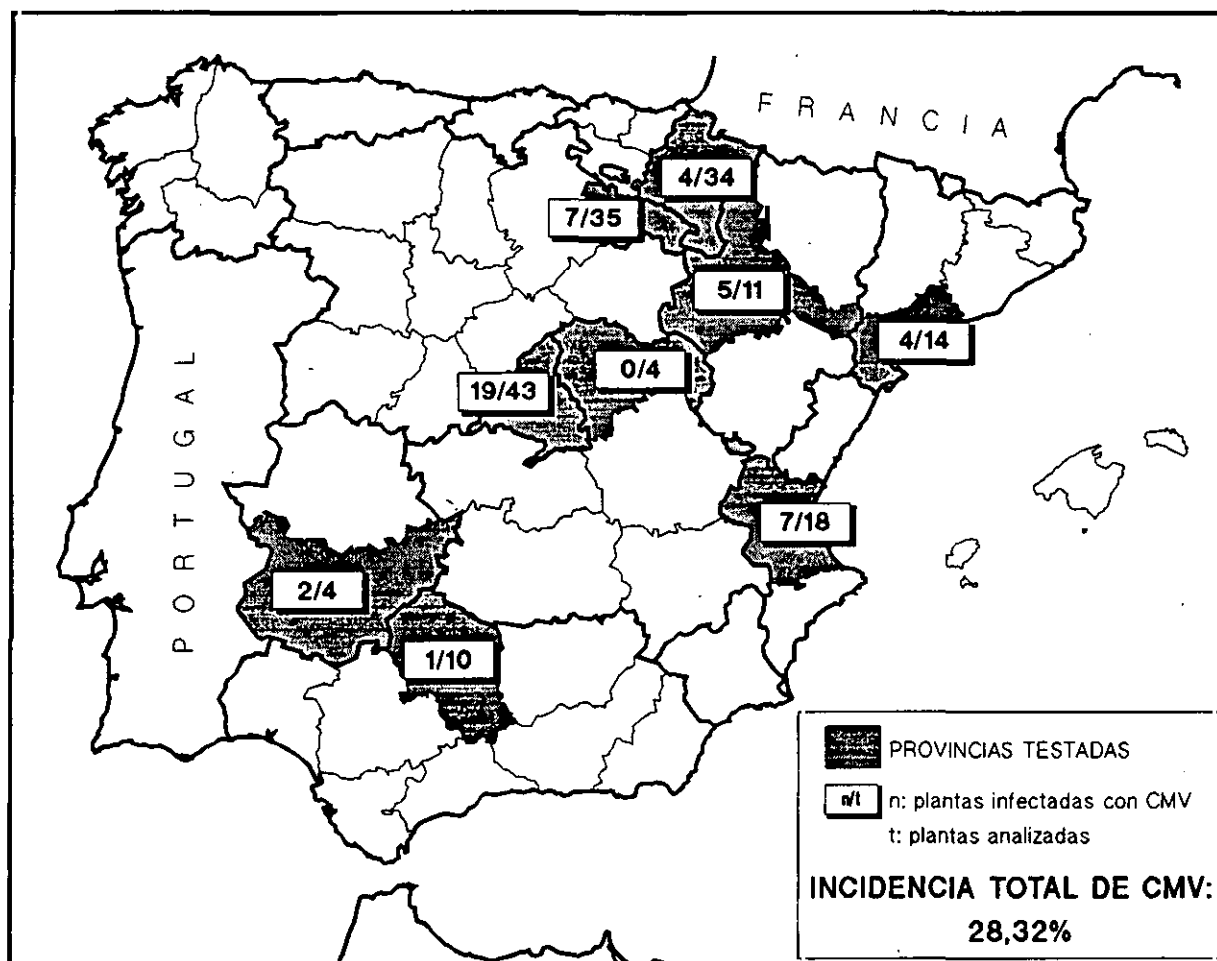 FRANCIA
4/34
7/35
5/11
4/14
0/4
19/43
PORTUGAL
7/18
2/4
1/10
PROVINCIAS TESTADAS
n/t n: plantas infectadas con CMV
t: plantas analizadas
INCIDENCIA TOTAL DE CMV:
28,32%